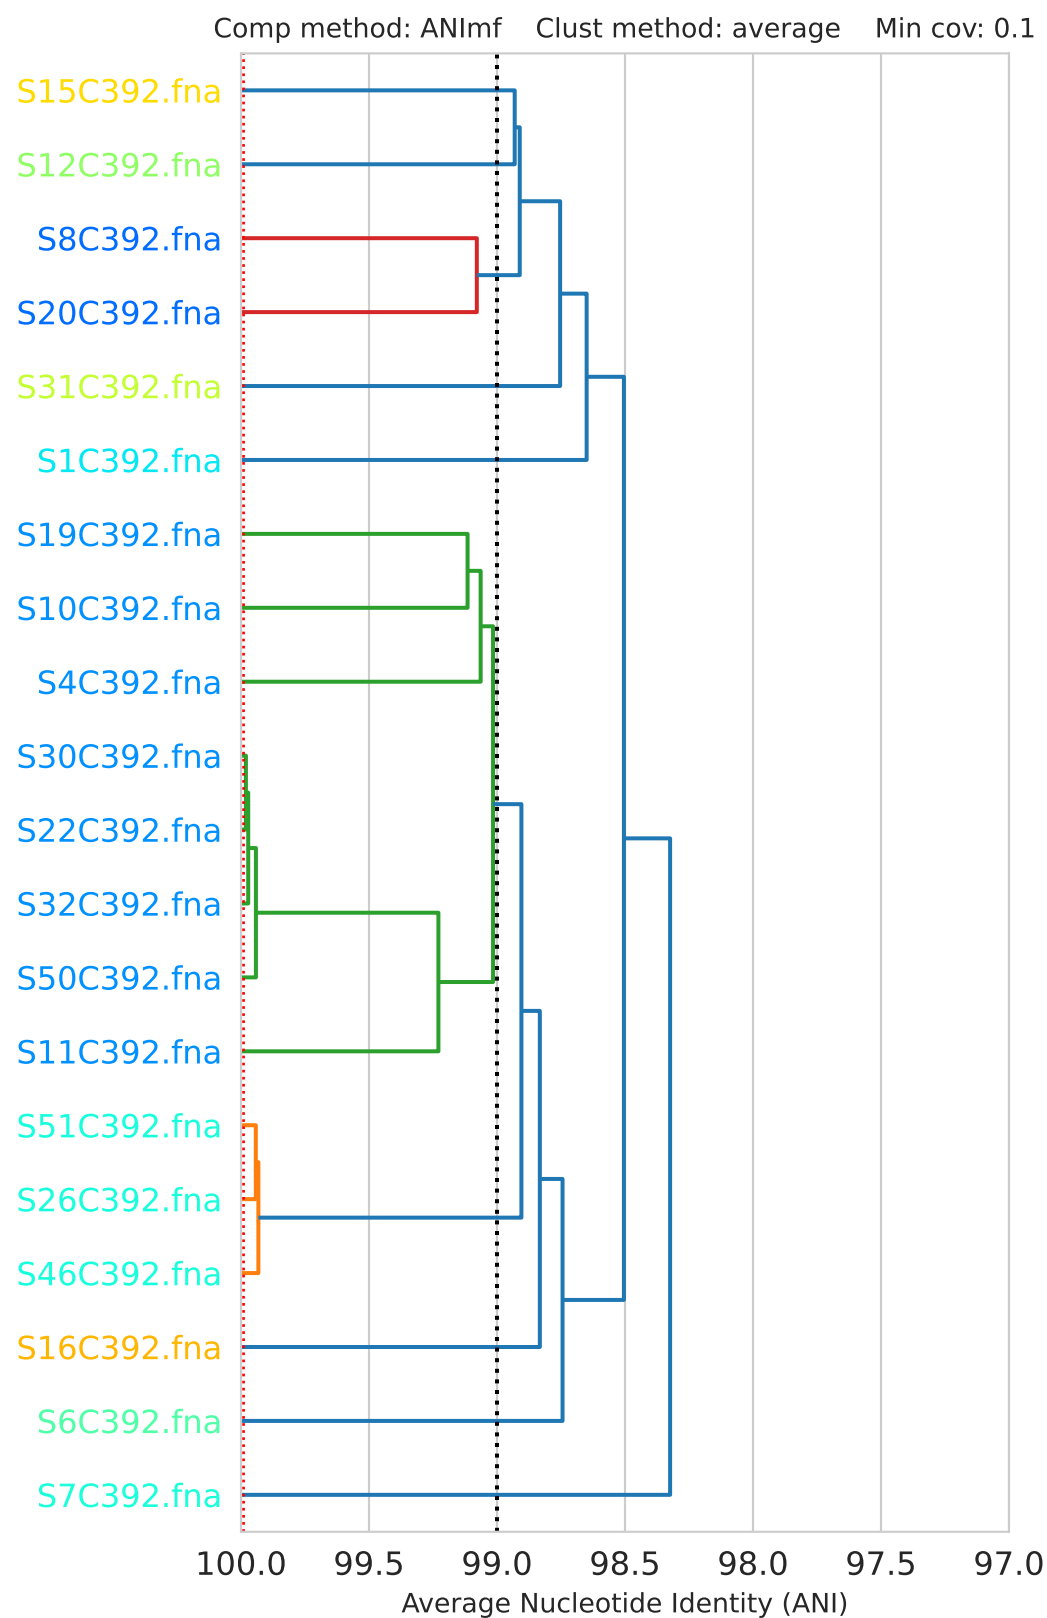 Comp method: ANImf Clust method: average Min cov: 0.1
S15C392.fna
S12C392.fna
S8C392.fna
S20C392.fna
S31C392.fna
S1C392.fna
S19C392.fna
S10C392.fna
S4C392.fna
S30C392.fna
S22C392.fna
S32C392.fna
S50C392.fna
S11C392.fna
S51C392.fna
S26C392.fna
S46C392.fna
S16C392.fna
S6C392.fna
S7C392.fna
100.0 99.5 99.0 98.5 98.0 97.5 97.0
Average Nucleotide Identity (ANI)